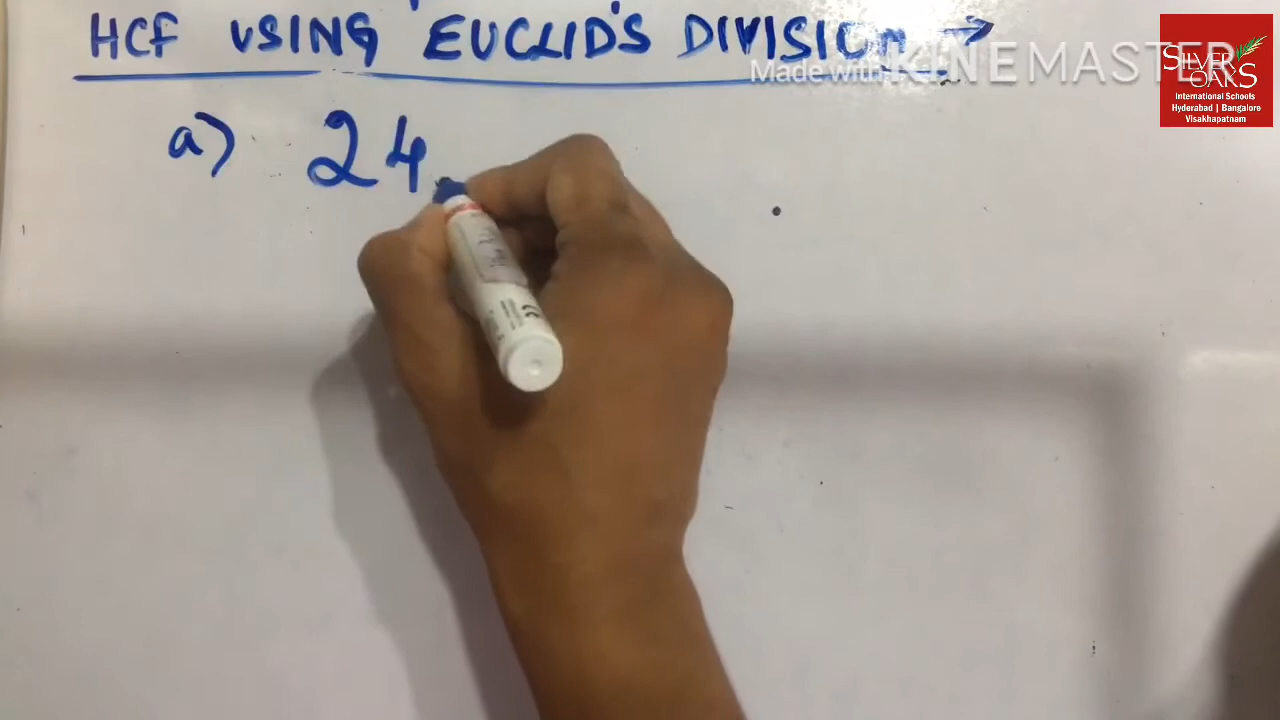 HCF USING EUCLID'S DIVISION →
Made with KINEMASTER
SILVER OAKS
International Schools
Hyderabad | Bangalore
Visakhapatnam
a) 24